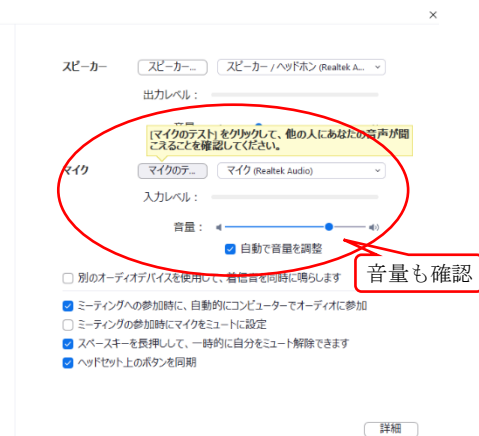 ×
スピーカー スピーカー... スピーカー / ヘッドホン (Realtek A...
出力レベル：
音量：
[マイクのテスト] をクリックして、他の人にあなたの音声が聞
こえることを確認してください。
マイク マイクのテ... マイク (Realtek Audio)
入力レベル：
音量：
自動で音量を調整
音量も確認
別のオーディオデバイスを使用して、着信音を同時に鳴らします
ミーティングへの参加時に、自動的にコンピューターでオーディオに参加
ミーティングの参加時にマイクをミュートに設定
スペースキーを長押しして、一時的に自分をミュート解除できます
ヘッドセット上のボタンを同期
詳細